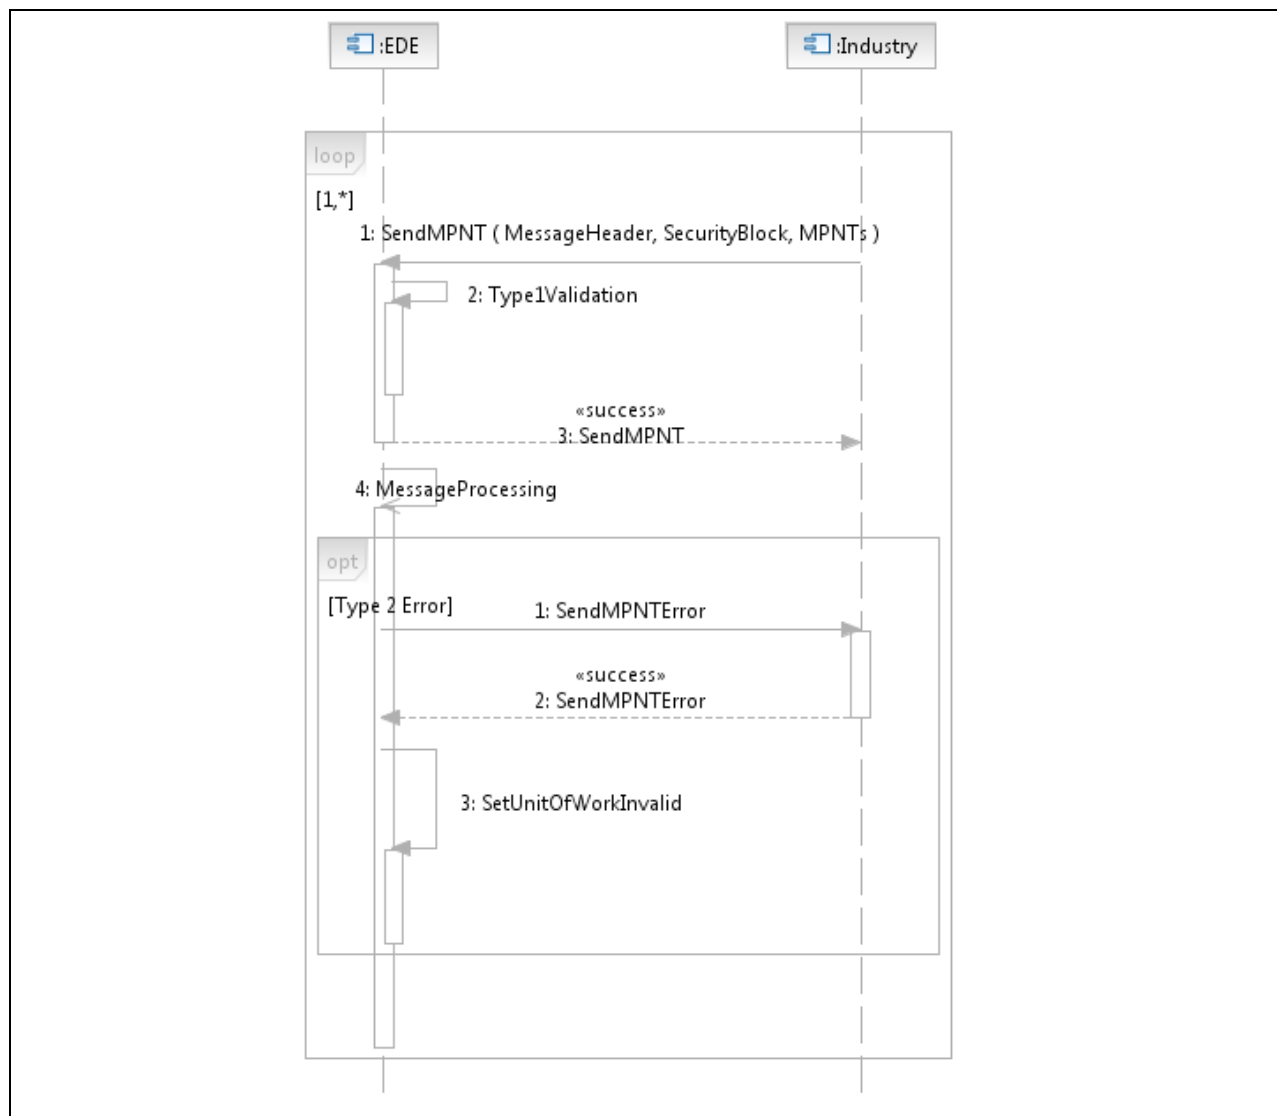 :EDE
:Industry
loop
[1,*]
1: SendMPNT ( MessageHeader, SecurityBlock, MPNTs )
2: Type1Validation
«success»
3: SendMPNT
4: MessageProcessing
opt
[Type 2 Error]
1: SendMPNTError
«success»
2: SendMPNTError
3: SetUnitOfWorkInvalid